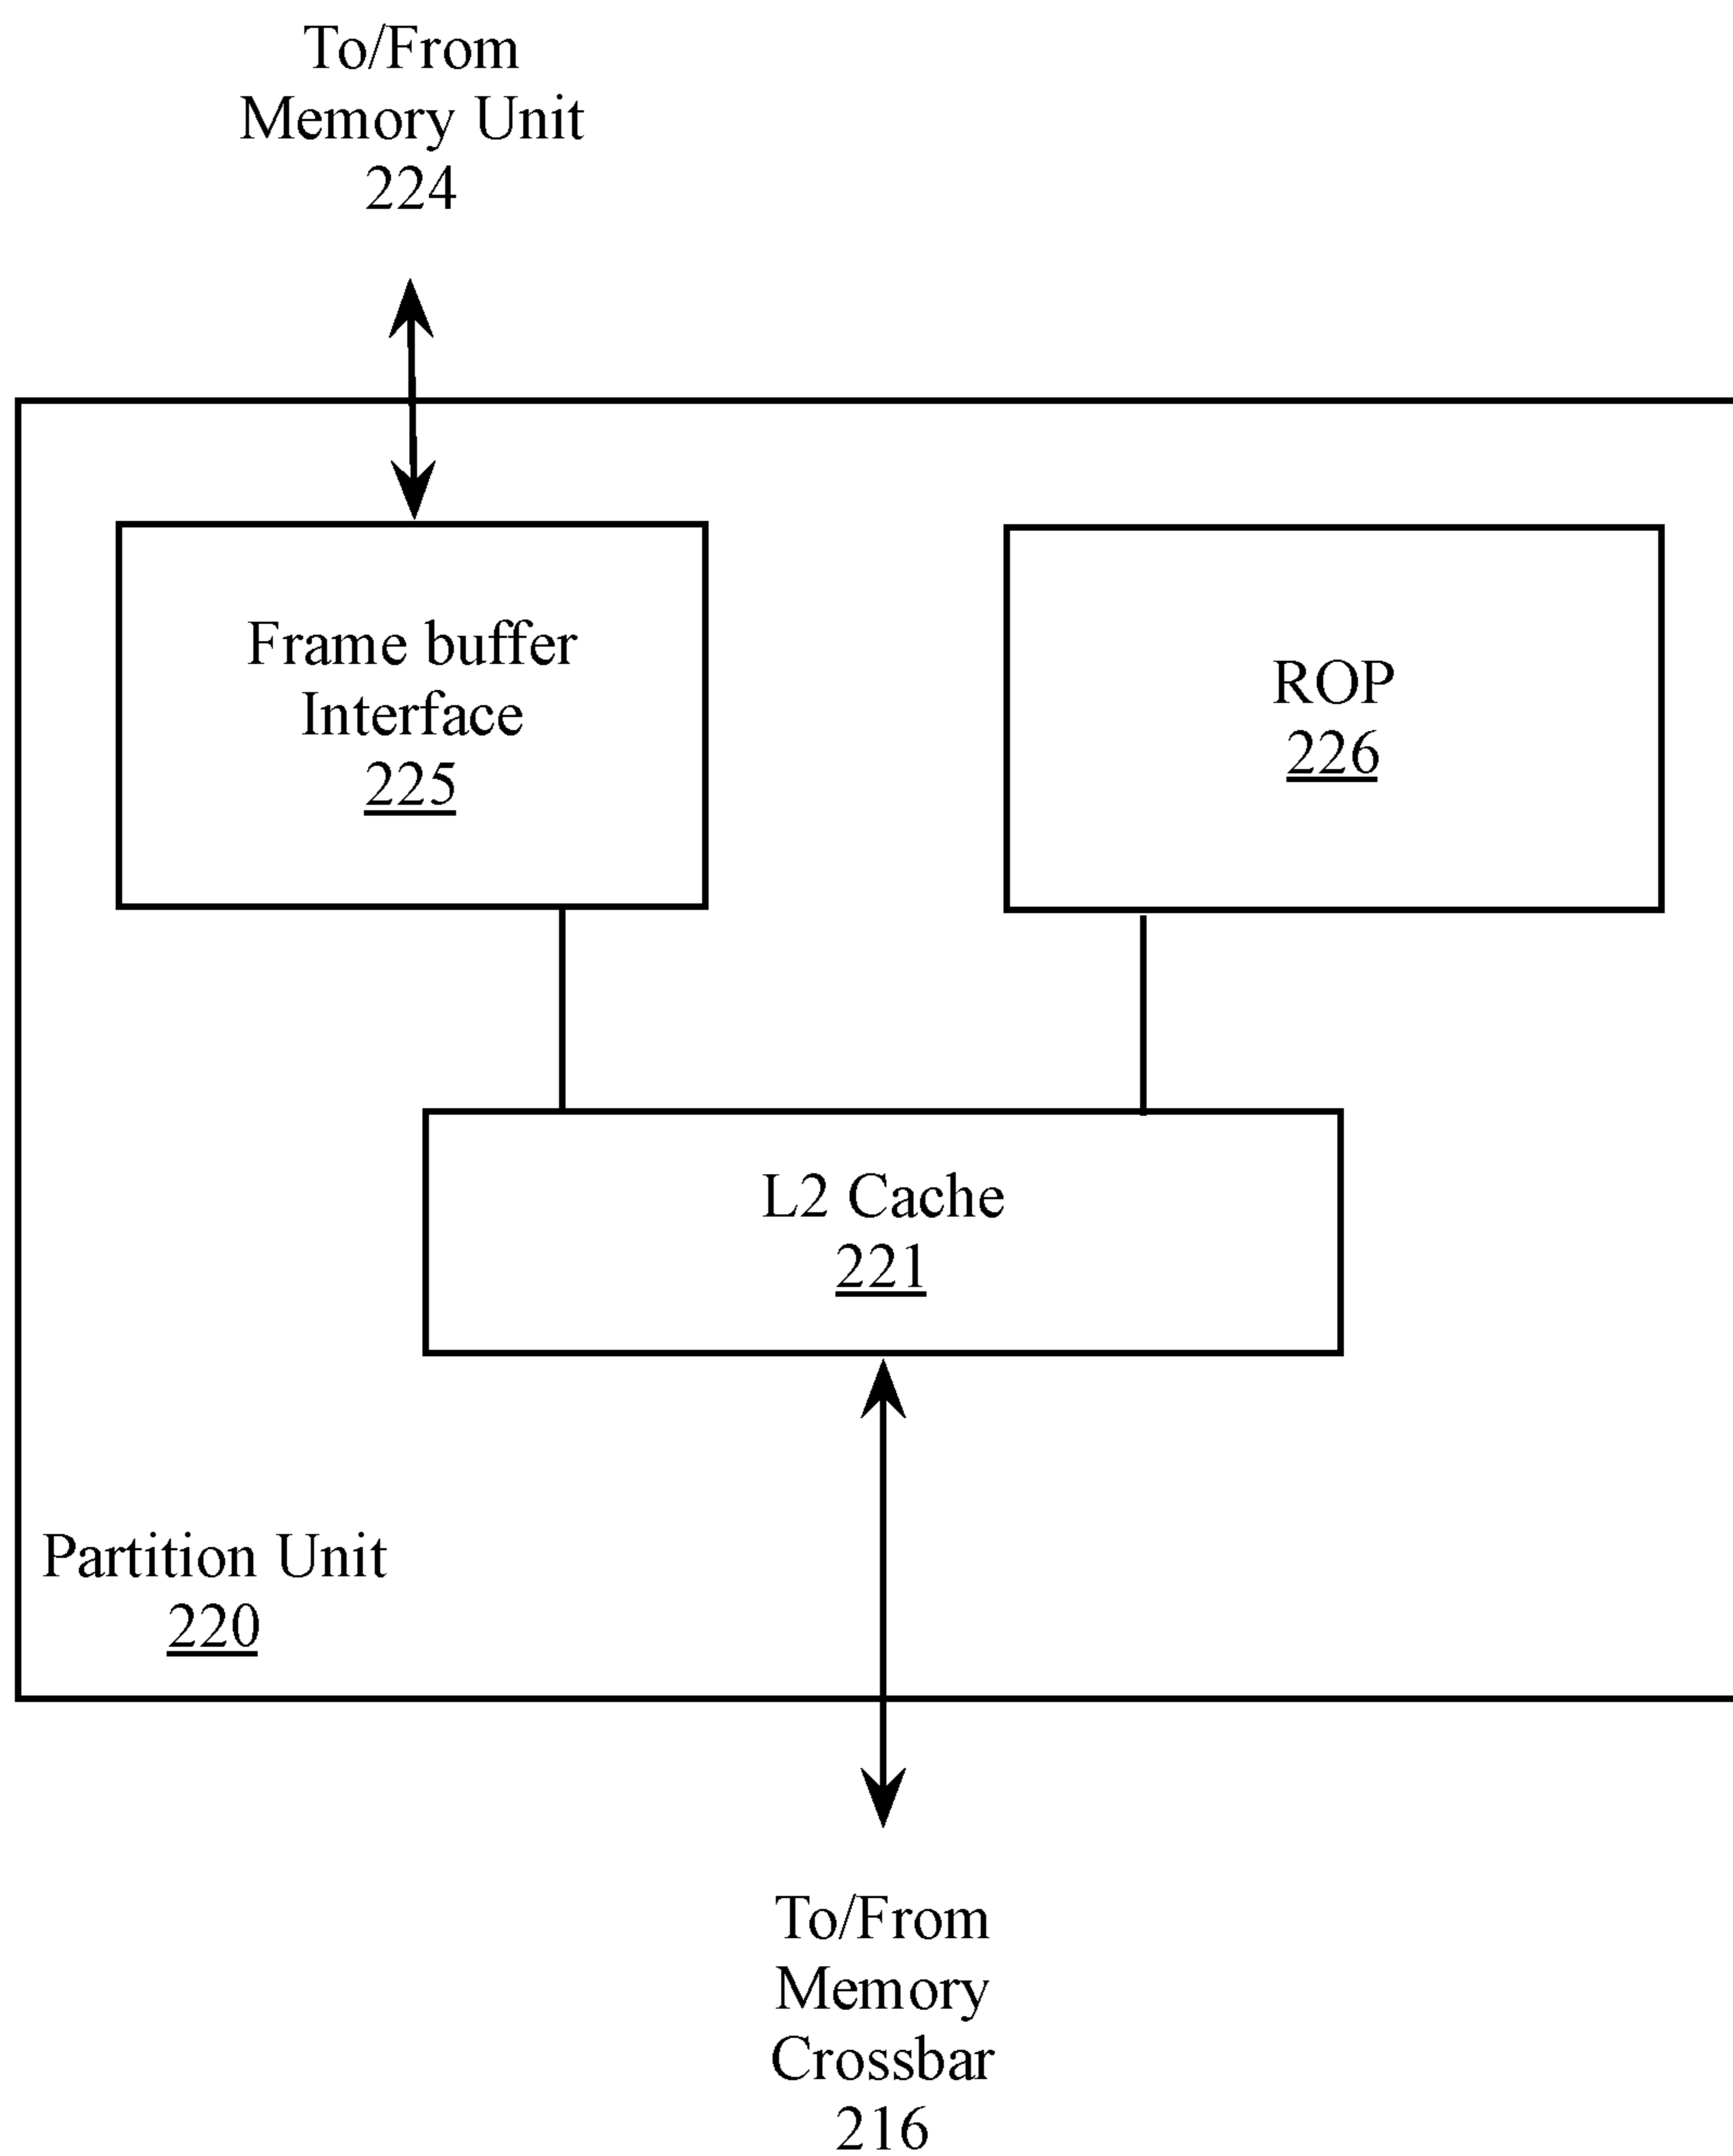 To/From
Memory Unit
224
Frame buffer
Interface
225
ROP
226
L2 Cache
221
Partition Unit
220
To/From
Memory
Crossbar
216